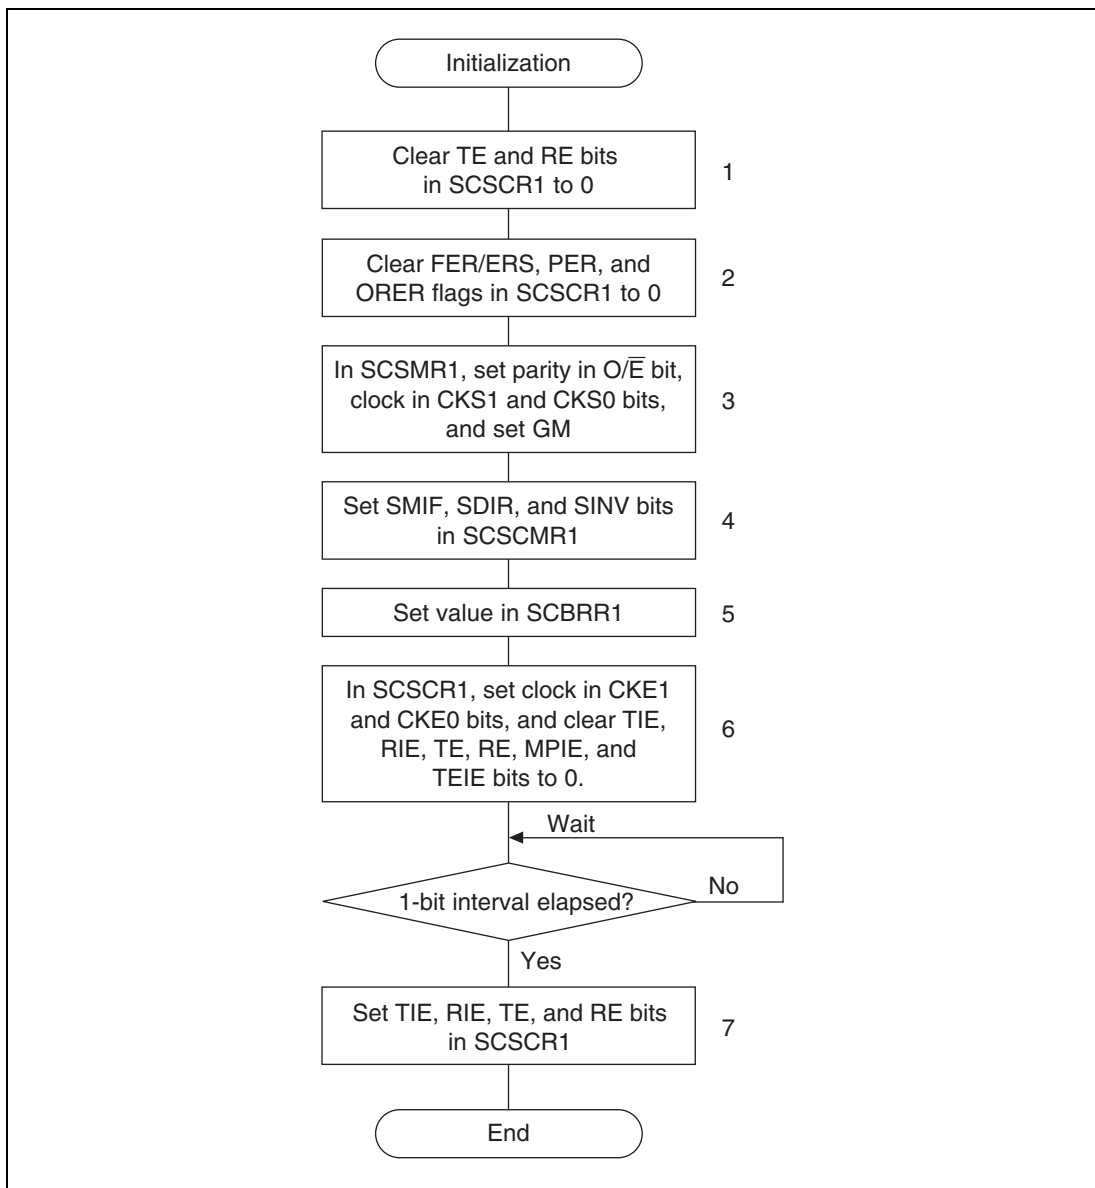 Initialization
Clear TE and RE bits
in SCSCR1 to 0
1
Clear FER/ERS, PER, and
ORER flags in SCSCR1 to 0
2
In SCSMR1, set parity in O/E̅ bit,
clock in CKS1 and CKS0 bits,
and set GM
3
Set SMIF, SDIR, and SINV bits
in SCSCMR1
4
Set value in SCBRR1
5
In SCSCR1, set clock in CKE1
and CKE0 bits, and clear TIE,
RIE, TE, RE, MPIE, and
TEIE bits to 0.
6
Wait
1-bit interval elapsed?
No
Yes
Set TIE, RIE, TE, and RE bits
in SCSCR1
7
End